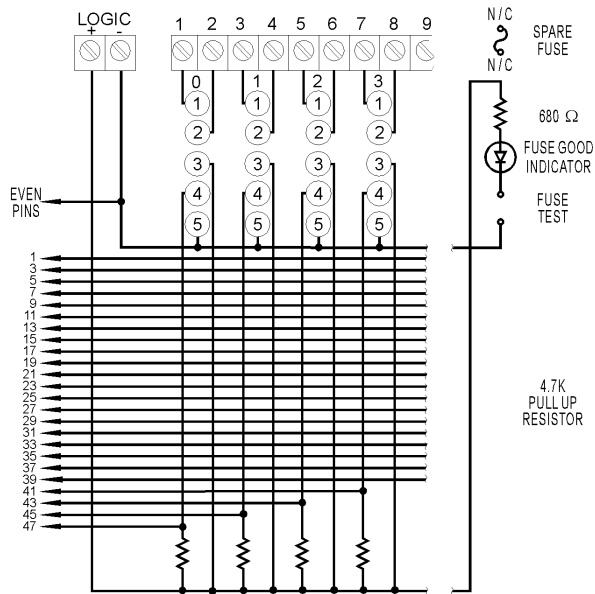 LOGIC
+ -
1 2 3 4 5 6 7 8 9
N/C
SPARE
FUSE
N/C
0 1 2 3
1 1 1 1
2 2 2 2
3 3 3 3
4 4 4 4
5 5 5 5
680 Ω
FUSE GOOD
INDICATOR
FUSE
TEST
EVEN
PINS
1
3
5
7
9
11
13
15
17
19
21
23
25
27
29
31
33
35
37
39
41
43
45
47
4.7K
PULL UP
RESISTOR